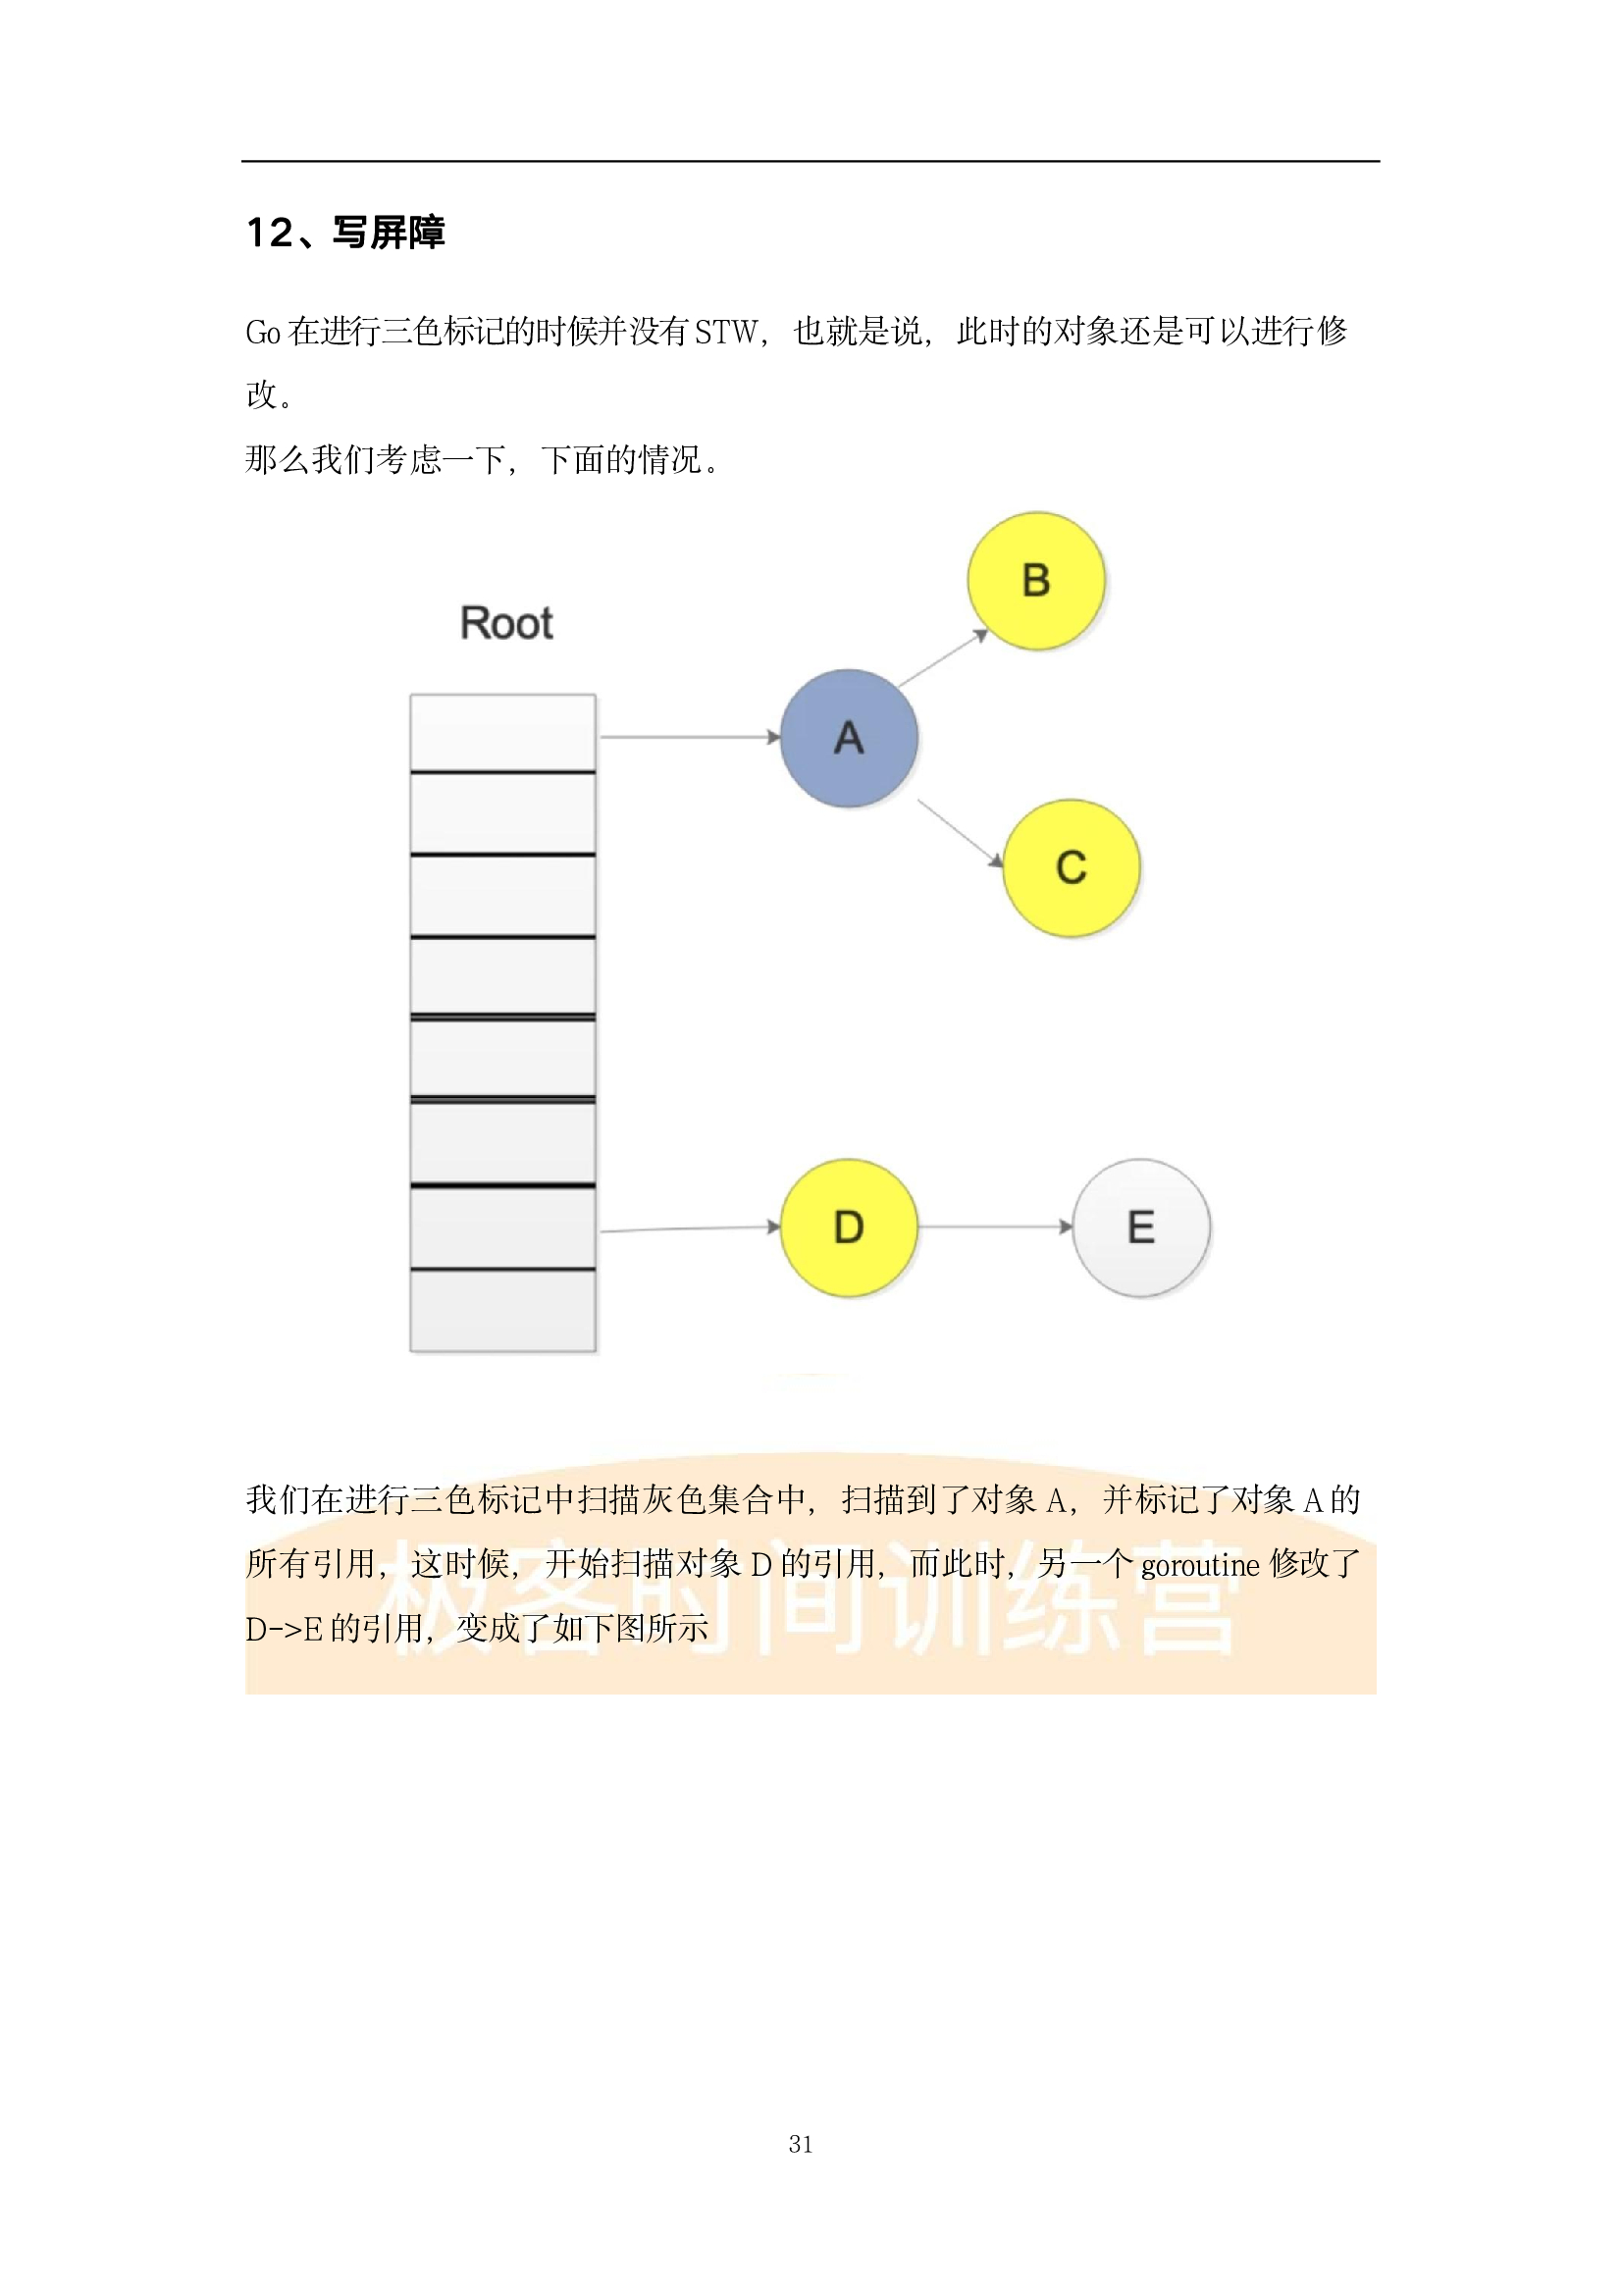 12、写屏障
Go 在进行三色标记的时候并没有 STW，也就是说，此时的对象还是可以进行修
改。
那么我们考虑一下，下面的情况。
Root
B
A
C
D
E
我们在进行三色标记中扫描灰色集合中，扫描到了对象 A，并标记了对象 A 的
所有引用，这时候，开始扫描对象 D 的引用，而此时，另一个 goroutine 修改了
D->E 的引用，变成了如下图所示
极客时间训练营
31